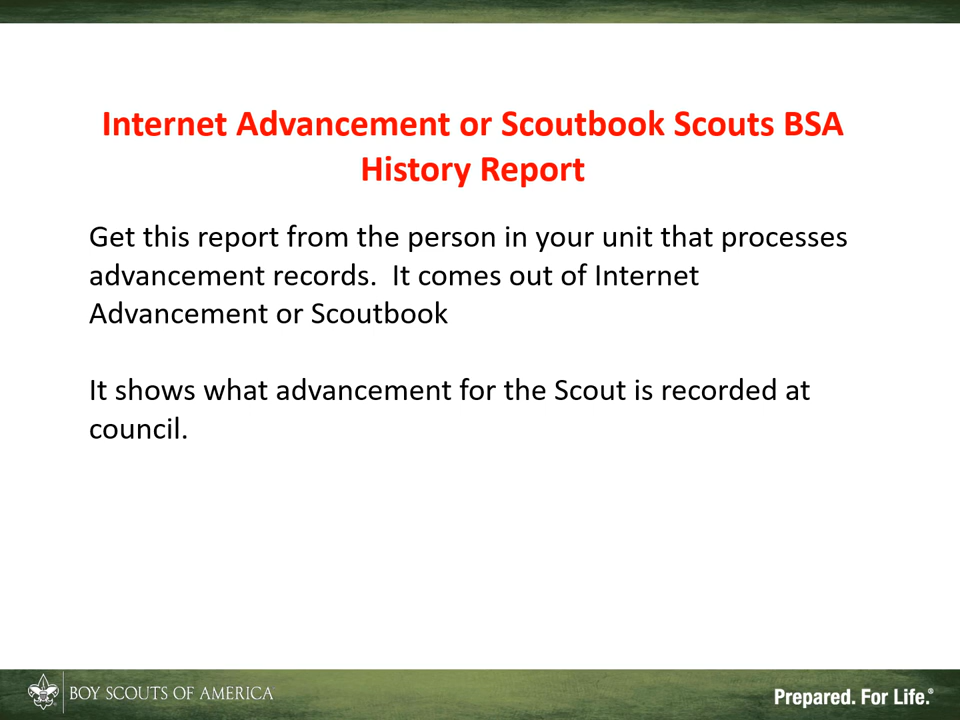 Internet Advancement or Scoutbook Scouts BSA
History Report
Get this report from the person in your unit that processes
advancement records.  It comes out of Internet
Advancement or Scoutbook
It shows what advancement for the Scout is recorded at
council.
BOY SCOUTS OF AMERICA
Prepared. For Life.®